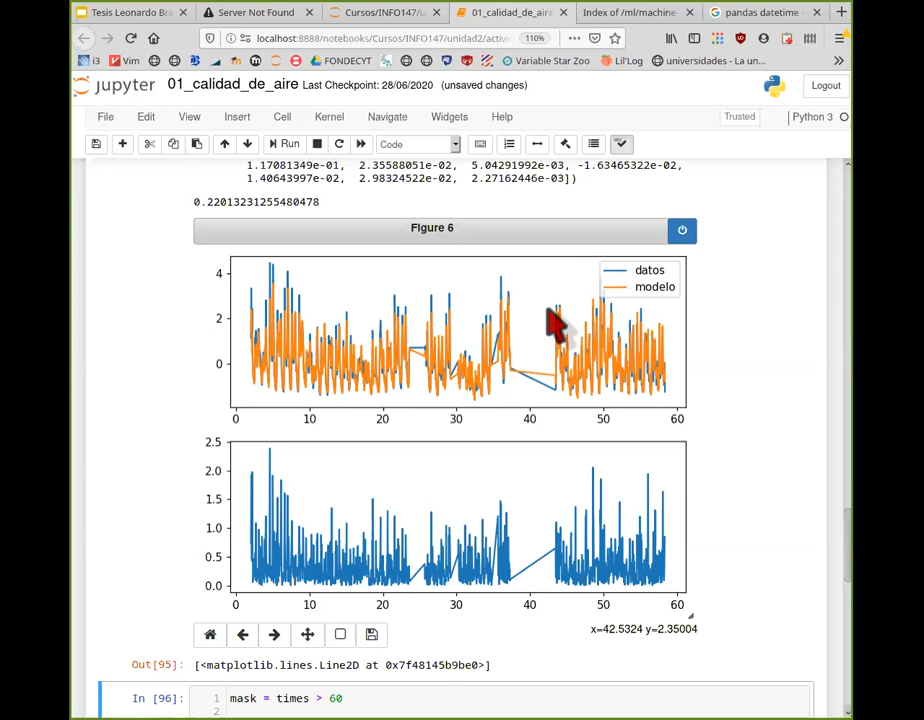 Tesis Leonardo Bra
Server Not Found
Cursos/INFO147/u
01_calidad_de_aire
Index of /ml/machine-
pandas datetime
localhost:8888/notebooks/Cursos/INFO147/unidad2/activi
110%
i3
Vim
FONDECYT
Variable Star Zoo
Lil'Log
universidades - La un...
jupyter
01_calidad_de_aire Last Checkpoint: 28/06/2020 (unsaved changes)
Logout
File Edit View Insert Cell Kernel Navigate Widgets Help
Trusted
Python 3
Run
Code
1.17081349e-01, 2.35588051e-02, 5.04291992e-03, -1.63465322e-02,
1.40643997e-02, 2.98324522e-02, 2.27162446e-03])
0.22013231255480478
Figure 6
datos
modelo
4
2
0
0 10 20 30 40 50 60
2.5
2.0
1.5
1.0
0.5
0.0
0 10 20 30 40 50 60
x=42.5324 y=2.35004
Out[95]: [<matplotlib.lines.Line2D at 0x7f48145b9be0>]
In [96]: 1 mask = times > 60
2